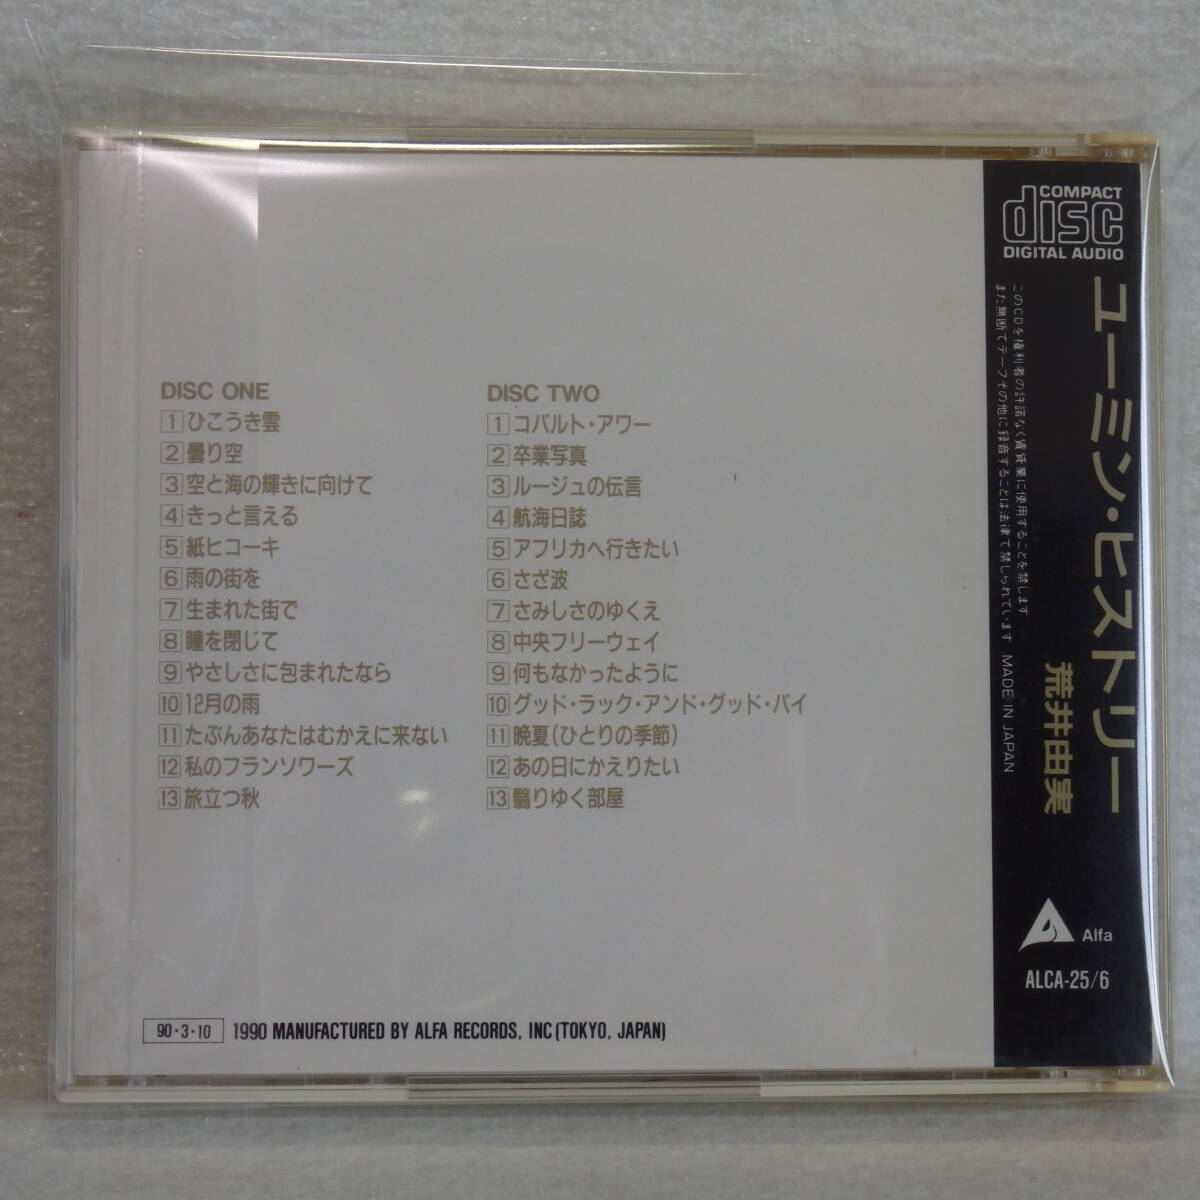 DISC ONE
1 ひこうき雲
2 曇り空
3 空と海の輝きに向けて
4 きっと言える
5 紙ヒコーキ
6 雨の街を
7 生まれた街で
8 瞳を閉じて
9 やさしさに包まれたなら
10 12月の雨
11 たぶんあなたはむかえに来ない
12 私のフランソワーズ
13 旅立つ秋
DISC TWO
1 コバルト・アワー
2 卒業写真
3 ルージュの伝言
4 航海日誌
5 アフリカへ行きたい
6 さざ波
7 さみしさのゆくえ
8 中央フリーウェイ
9 何もなかったように
10 グッド・ラック・アンド・グッド・バイ
11 晩夏(ひとりの季節)
12 あの日にかえりたい
13 翳りゆく部屋
90・3・10 1990 MANUFACTURED BY ALFA RECORDS, INC(TOKYO, JAPAN)
COMPACT
disc
DIGITAL AUDIO
ユーミン・ヒストリー
荒井由実
このCDを権利者の許諾なく賃貸業に使用することを禁じます
また無断でテープその他に録音することは法律で禁じられています MADE IN JAPAN
Alfa
ALCA-25/6